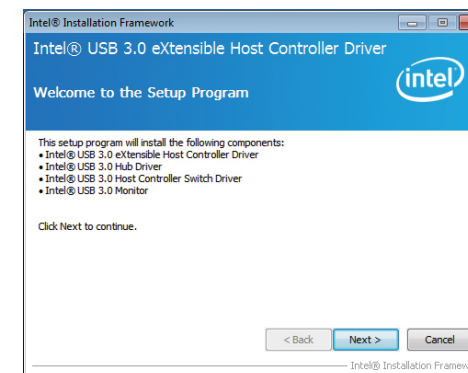 Intel® Installation Framework
Intel® USB 3.0 eXtensible Host Controller Driver
intel
Welcome to the Setup Program
This setup program will install the following components:
• Intel® USB 3.0 eXtensible Host Controller Driver
• Intel® USB 3.0 Hub Driver
• Intel® USB 3.0 Host Controller Switch Driver
• Intel® USB 3.0 Monitor
Click Next to continue.
< Back Next > Cancel
Intel® Installation Framew